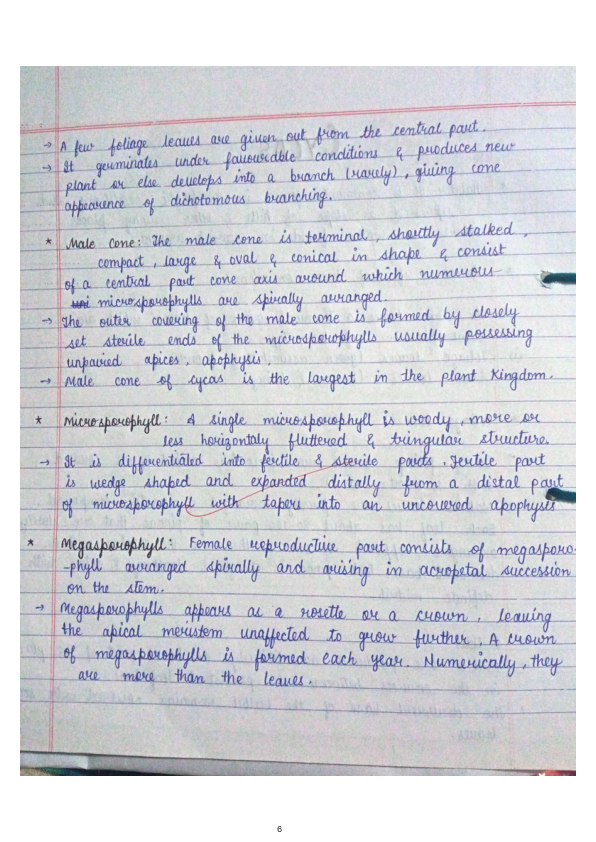 → A few foliage leaves are given out from the central part.
→ It germinates under favourable conditions & produces new
plant or else develops into a branch (rarely), giving cone
appearence of dichotomous branching.
* Male Cone: The male cone is terminal, shortly stalked,
compact, large & oval & conical in shape & consist
of a central part cone axis around which numerous
microsporophylls are spirally arranged.
→ The outer covering of the male cone is formed by closely
set sterile ends of the microsporophylls usually possessing
unpaired apices, apophysis.
→ Male cone of cycas is the largest in the plant Kingdom.
* Microsporophyll: A single microsporophyll is woody, more or
less horizontaly fluttered & tringular structure.
→ It is differentialed into fertile & sterile parts. Fertile part
is wedge shaped and expanded distally from a distal part
of microsporophyll with tapers into an uncovered apophysis
* Megasporophyll: Female reproductive part consists of megasporo-
-phyll arranged spirally and arising in acropetal succession
on the stem.
→ Megasporophylls appears as a rosette or a crown, leaving
the apical meristem unaffected to grow further. A crown
of megasporophylls is formed each year. Numerically, they
are more than the leaves.
6